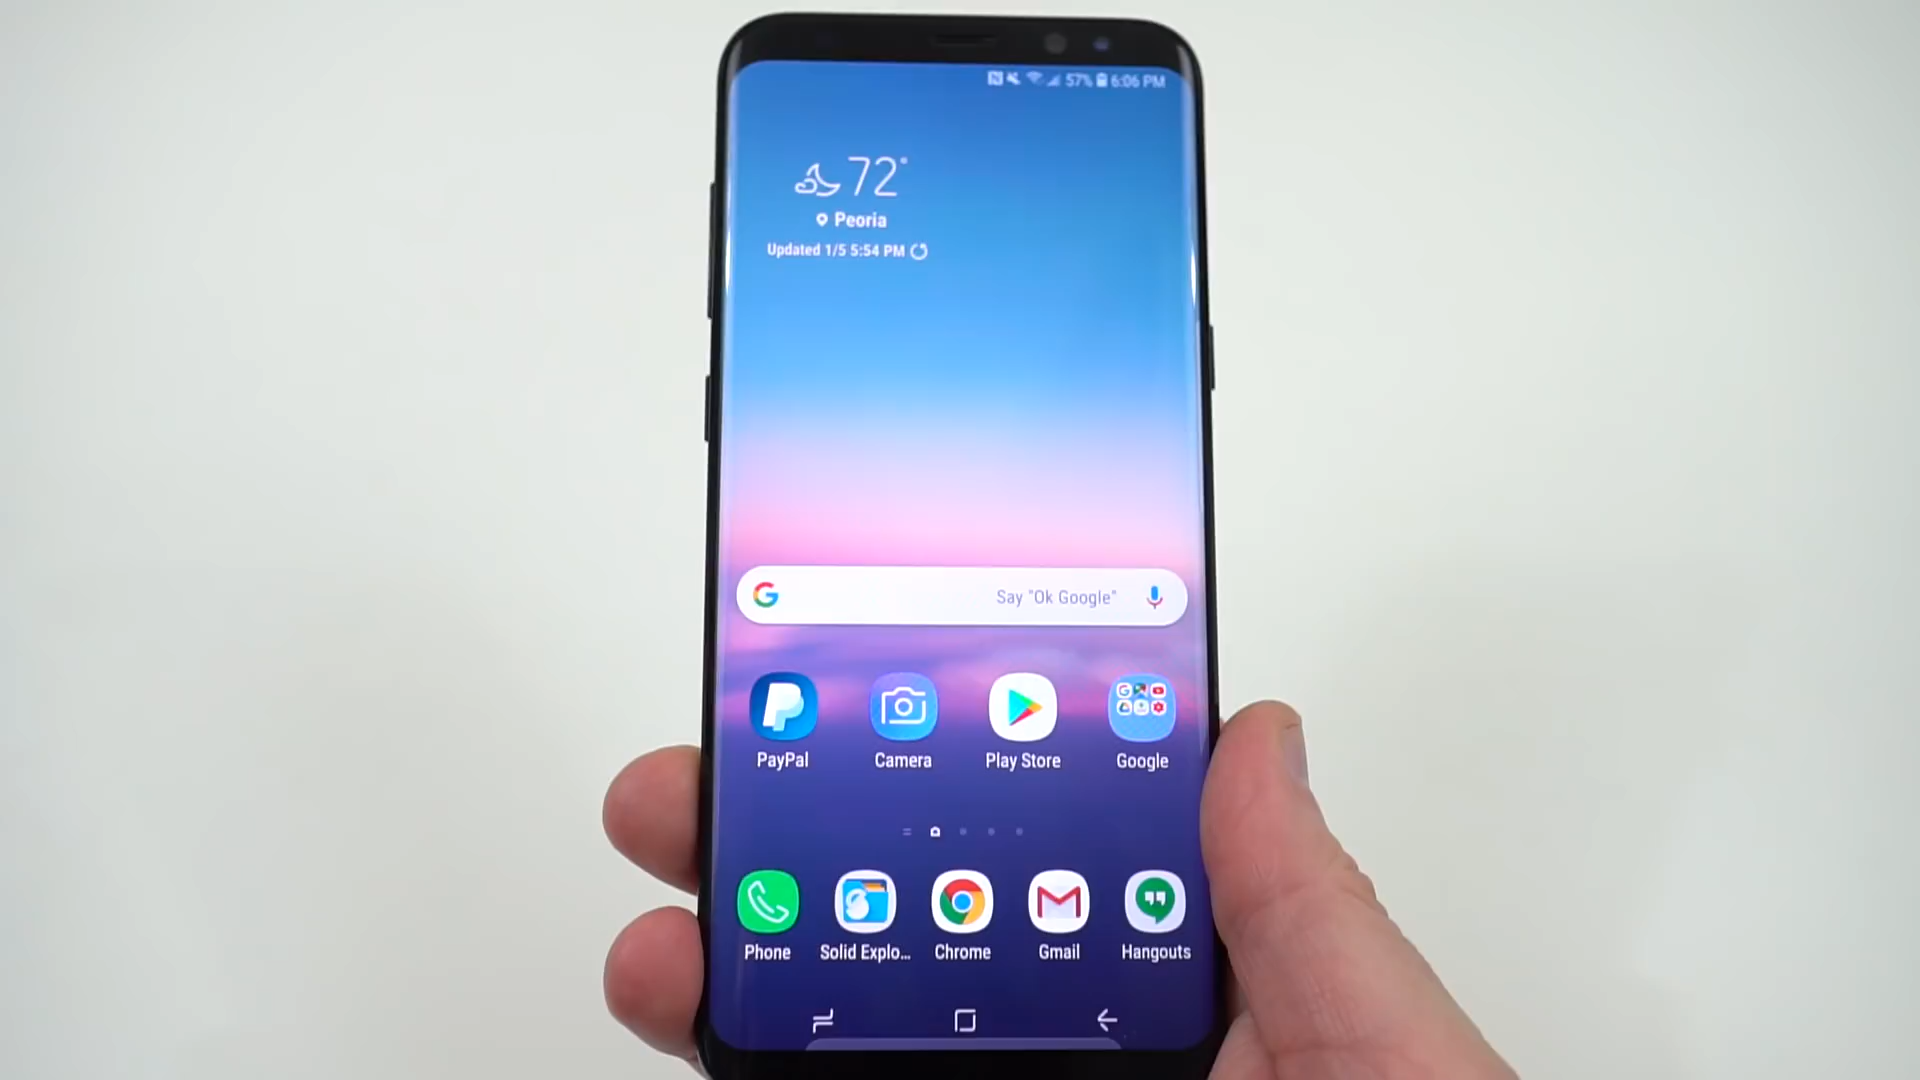 57% 6:06 PM
72°
Peoria
Updated 1/5 5:54 PM
Say "Ok Google"
PayPal Camera Play Store Google
Phone Solid Explo... Chrome Gmail Hangouts